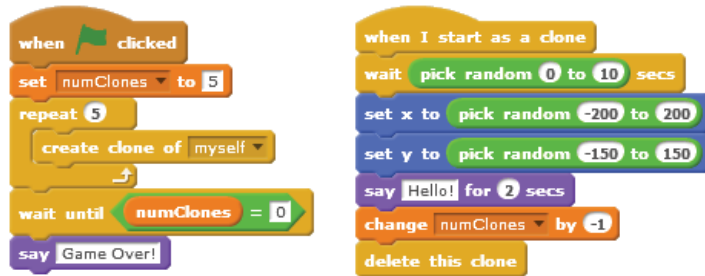 when clicked
set numClones to 5
repeat 5
create clone of myself
wait until numClones = 0
say Game Over!
when I start as a clone
wait pick random 0 to 10 secs
set x to pick random -200 to 200
set y to pick random -150 to 150
say Hello! for 2 secs
change numClones by -1
delete this clone